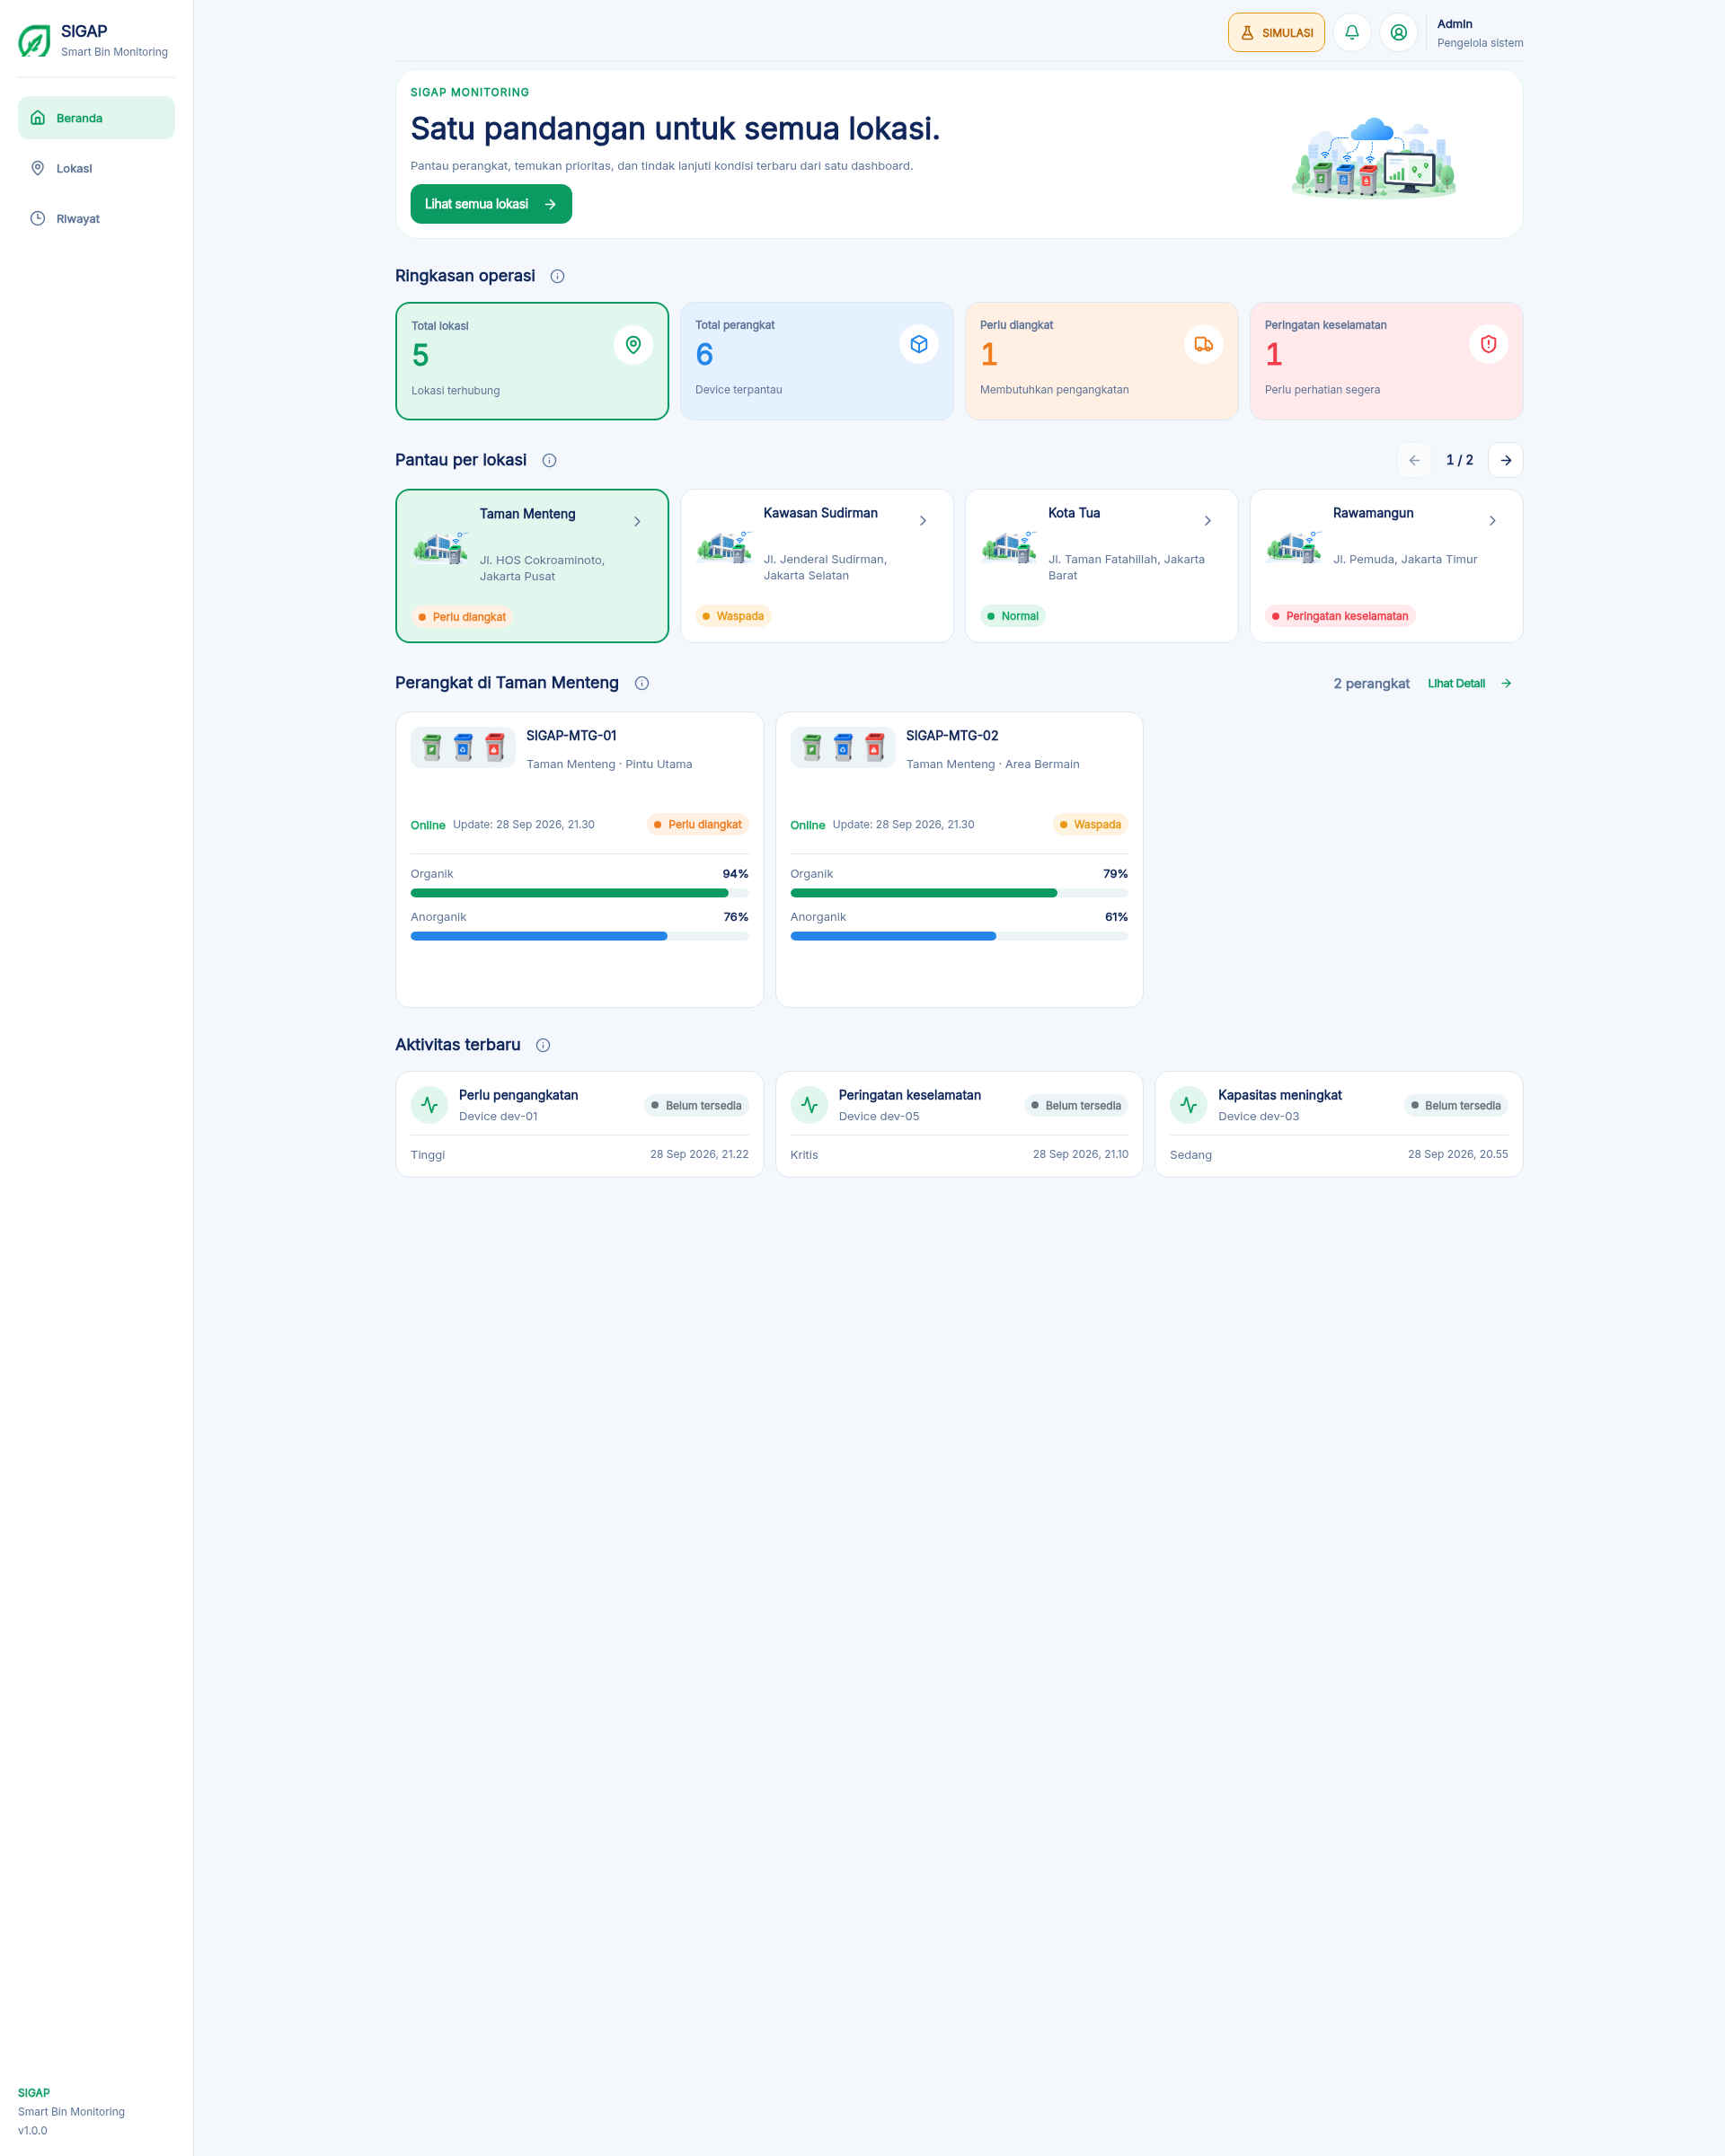 SIGAP
Smart Bin Monitoring
Beranda
Lokasi
Riwayat
SIMULASI
Admin
Pengelola sistem
SIGAP MONITORING
Satu pandangan untuk semua lokasi.
Pantau perangkat, temukan prioritas, dan tindak lanjuti kondisi terbaru dari satu dashboard.
Lihat semua lokasi
Ringkasan operasi
Total lokasi
5
Lokasi terhubung
Total perangkat
6
Device terpantau
Perlu diangkat
1
Membutuhkan pengangkatan
Peringatan keselamatan
1
Perlu perhatian segera
Pantau per lokasi
1 / 2
Taman Menteng
Jl. HOS Cokroaminoto,
Jakarta Pusat
Perlu diangkat
Kawasan Sudirman
Jl. Jenderal Sudirman,
Jakarta Selatan
Waspada
Kota Tua
Jl. Taman Fatahillah, Jakarta
Barat
Normal
Rawamangun
Jl. Pemuda, Jakarta Timur
Peringatan keselamatan
Perangkat di Taman Menteng
2 perangkat
Lihat Detail
SIGAP-MTG-01
Taman Menteng · Pintu Utama
Online Update: 28 Sep 2026, 21.30
Perlu diangkat
Organik 94%
Anorganik 76%
SIGAP-MTG-02
Taman Menteng · Area Bermain
Online Update: 28 Sep 2026, 21.30
Waspada
Organik 79%
Anorganik 61%
Aktivitas terbaru
Perlu pengangkatan
Device dev-01
Belum tersedia
Tinggi 28 Sep 2026, 21.22
Peringatan keselamatan
Device dev-05
Belum tersedia
Kritis 28 Sep 2026, 21.10
Kapasitas meningkat
Device dev-03
Belum tersedia
Sedang 28 Sep 2026, 20.55
SIGAP
Smart Bin Monitoring
v1.0.0